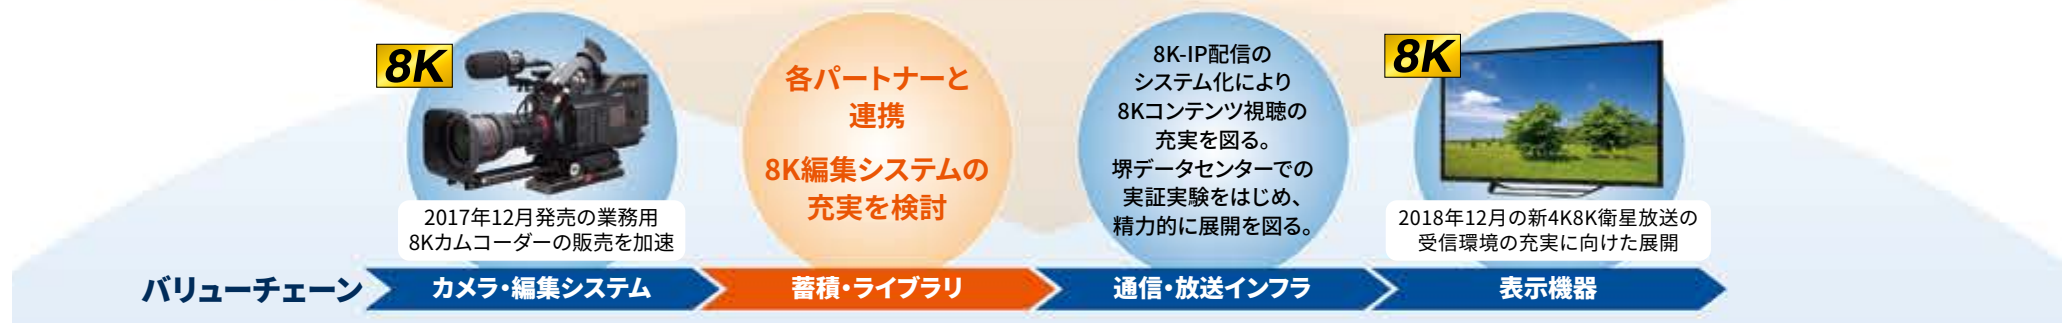 8K
2017年12月発売の業務用
8Kカムコーダーの販売を加速
各パートナーと
連携
8K編集システムの
充実を検討
8K-IP配信の
システム化により
8Kコンテンツ視聴の
充実を図る。
堺データセンターでの
実証実験をはじめ、
精力的に展開を図る。
8K
2018年12月の新4K8K衛星放送の
受信環境の充実に向けた展開
バリューチェーン
カメラ・編集システム
蓄積・ライブラリ
通信・放送インフラ
表示機器